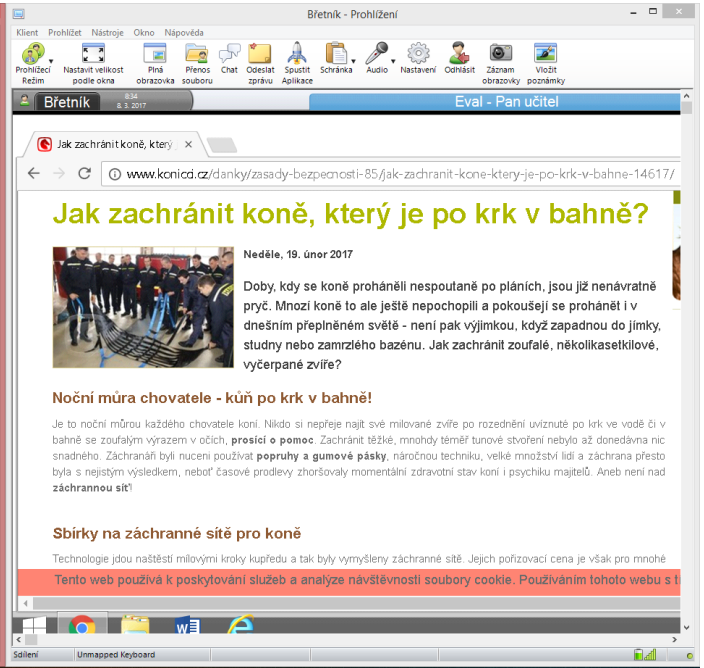 Břetník - Prohlížení
Klient Prohlížet Nástroje Okno Nápověda
Prohlížecí Režim
Nastavit velikost podle okna
Plná obrazovka
Přenos souboru
Chat
Odeslat zprávu
Spustit Aplikace
Schránka
Audio
Nastavení
Odhlásit
Záznam obrazovky
Vložit poznámky
Břetník
8:34
8. 3. 2017
Eval - Pan učitel
Jak zachránit koně, který
www.konicci.cz/clanky/zasady-bezpecnosti-85/jak-zachranit-kone-ktery-je-po-krk-v-bahne-14617/
Jak zachránit koně, který je po krk v bahně?
Neděle, 19. únor 2017
Doby, kdy se koně proháněli nespoutaně po pláních, jsou již nenávratně
pryč. Mnozí koně to ale ještě nepochopili a pokoušejí se prohánět i v
dnešním přeplněném světě - není pak výjimkou, když zapadnou do jímky,
studny nebo zamrzlého bazénu. Jak zachránit zoufalé, několikasetkilové,
vyčerpané zvíře?
Noční můra chovatele - kůň po krk v bahně!
Je to noční můrou každého chovatele koní. Nikdo si nepřeje najít své milované zvíře po rozednění uvíznuté po krk ve vodě či v
bahně se zoufalým výrazem v očích, prosící o pomoc. Zachránit těžké, mnohdy téměř tunové stvoření nebylo až donedávna nic
snadného. Záchranáři byli nuceni používat popruhy a gumové pásky, náročnou techniku, velké množství lidí a záchrana přesto
byla s nejistým výsledkem, neboť časové prodlevy zhoršovaly momentální zdravotní stav koní i psychiku majitelů. Aneb není nad
záchrannou síť!
Sbírky na záchranné sítě pro koně
Technologie jdou naštěstí mílovými kroky kupředu a tak byly vymyšleny záchranné sítě. Jejich pořizovací cena je však pro mnohé
Tento web používá k poskytování služeb a analýze návštěvnosti soubory cookie. Používáním tohoto webu s
Sdílení
Unmapped Keyboard